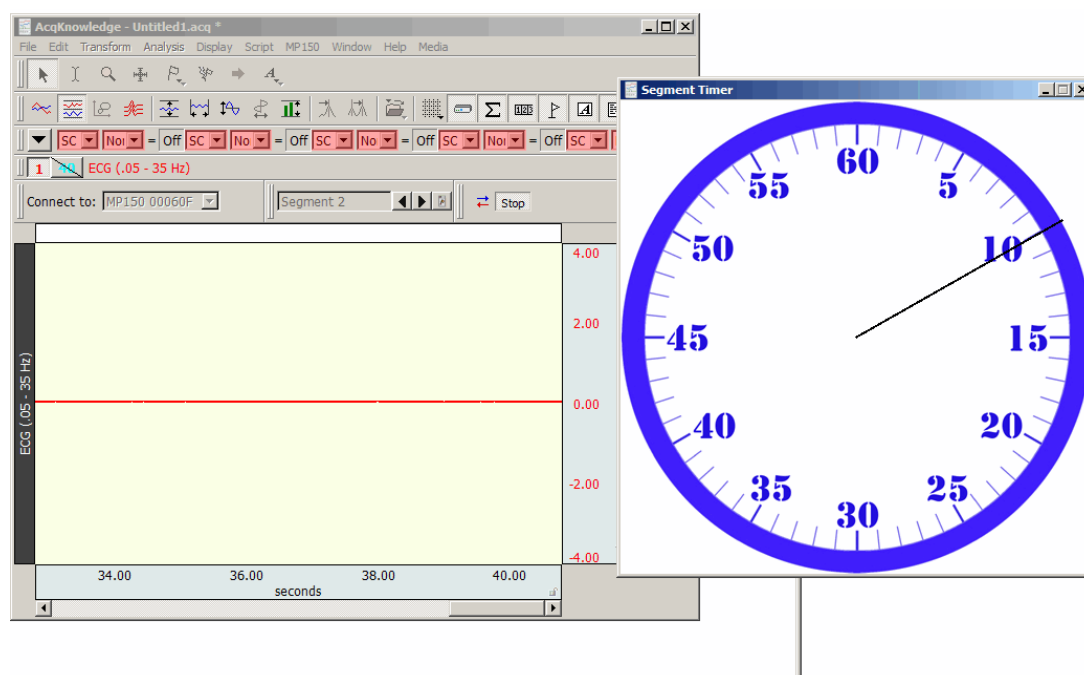 AcqKnowledge - Untitled1.acq *
File Edit Transform Analysis Display Script MP150 Window Help Media
SC Noi = Off SC No = Off SC No = Off SC No = Off SC
1 ECG (.05 - 35 Hz)
Connect to: MP150 00060F Segment 2 Stop
ECG (.05 - 35 Hz)
4.00
2.00
0.00
-2.00
-4.00
34.00 36.00 38.00 40.00
seconds
Segment Timer
60
55 5
50 10
45 15
40 20
35 25
30